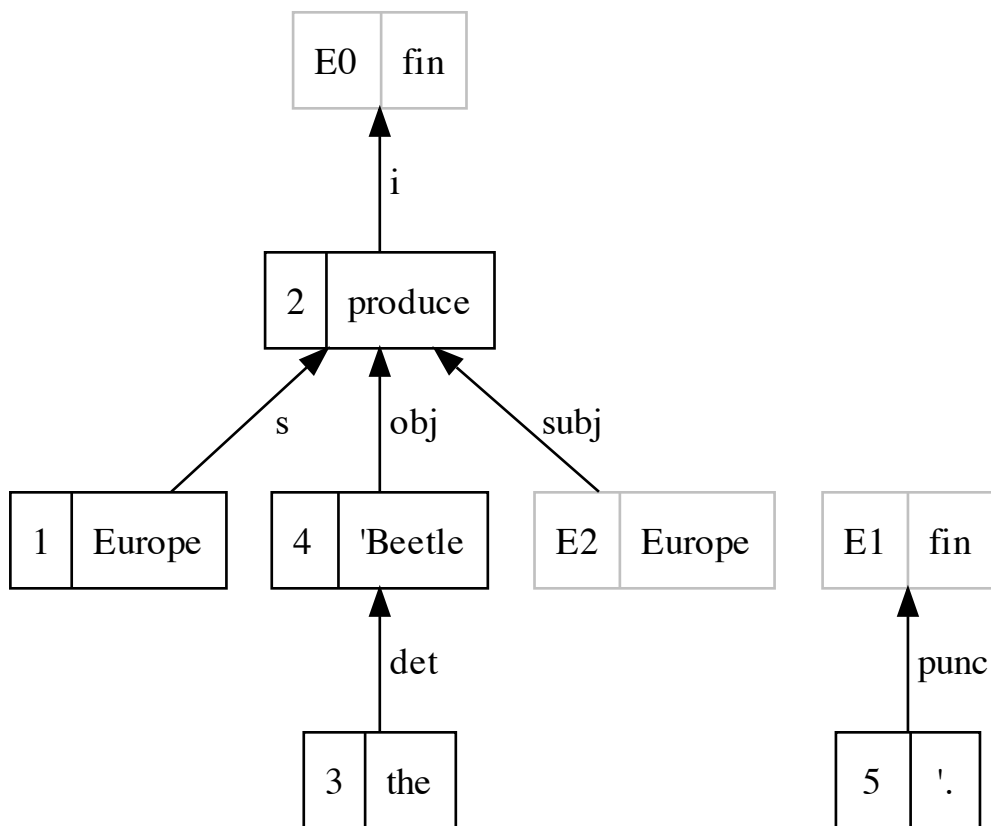 E0 fin
i
2 produce
s obj subj
1 Europe 4 'Beetle E2 Europe E1 fin
det punc
3 the 5 '.